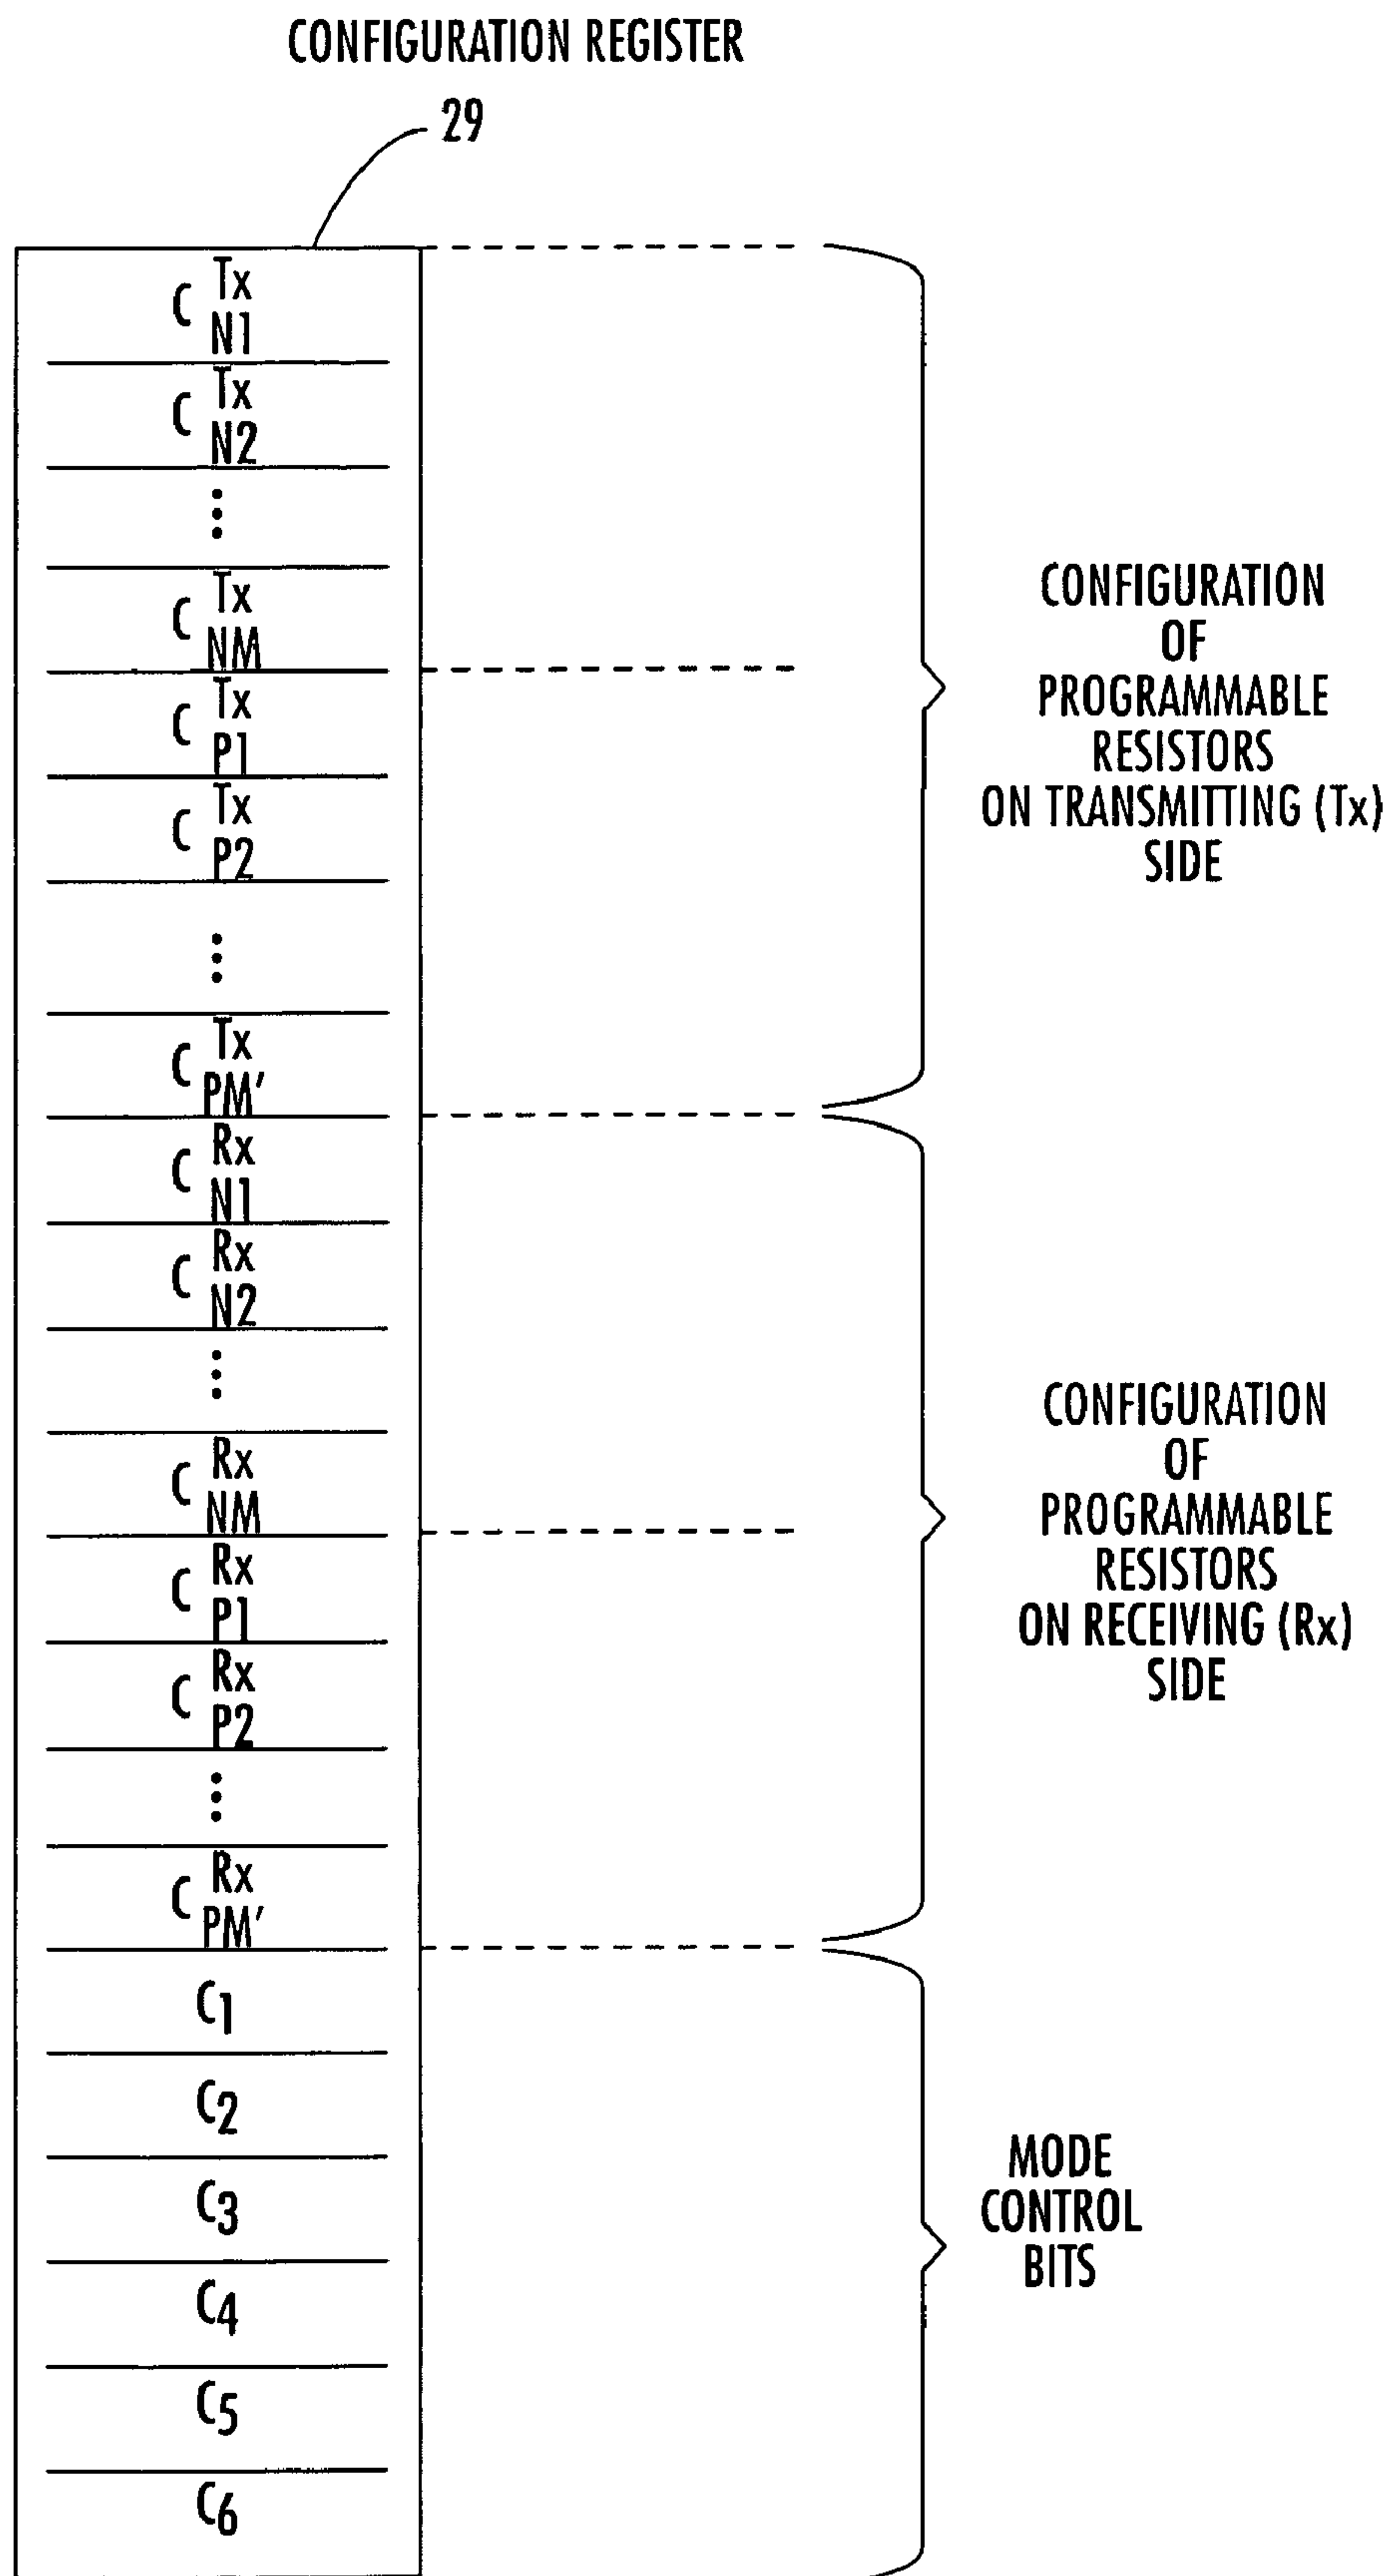 CONFIGURATION REGISTER
29
C Tx N1
C Tx N2
⋮
C Tx NM
C Tx P1
C Tx P2
⋮
C Tx PM'
C Rx N1
C Rx N2
⋮
C Rx NM
C Rx P1
C Rx P2
⋮
C Rx PM'
C1
C2
C3
C4
C5
C6
CONFIGURATION
OF
PROGRAMMABLE
RESISTORS
ON TRANSMITTING (Tx)
SIDE
CONFIGURATION
OF
PROGRAMMABLE
RESISTORS
ON RECEIVING (Rx)
SIDE
MODE
CONTROL
BITS